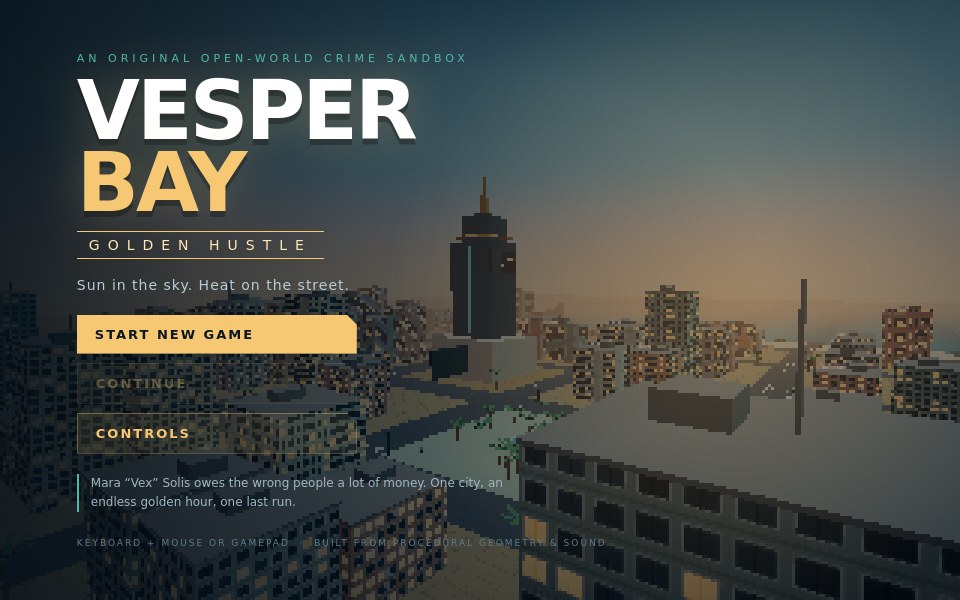 AN ORIGINAL OPEN-WORLD CRIME SANDBOX
VESPER
BAY
GOLDEN HUSTLE
Sun in the sky. Heat on the street.
START NEW GAME
CONTINUE
CONTROLS
Mara “Vex” Solis owes the wrong people a lot of money. One city, an
endless golden hour, one last run.
KEYBOARD + MOUSE OR GAMEPAD · BUILT FROM PROCEDURAL GEOMETRY & SOUND